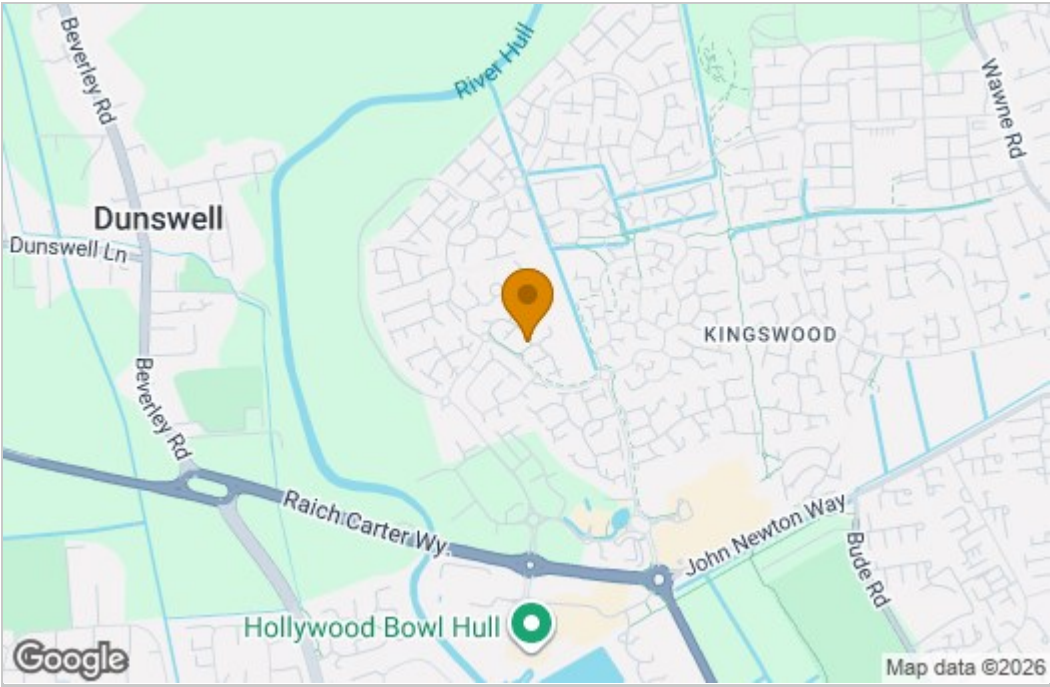 Beverley Rd
River Hull
Wawne Rd
Dunswell
Dunswell Ln
KINGSWOOD
Beverley Rd
Raich Carter Wy.
John Newton Way
Bude Rd
Hollywood Bowl Hull
Google
Map data ©2026